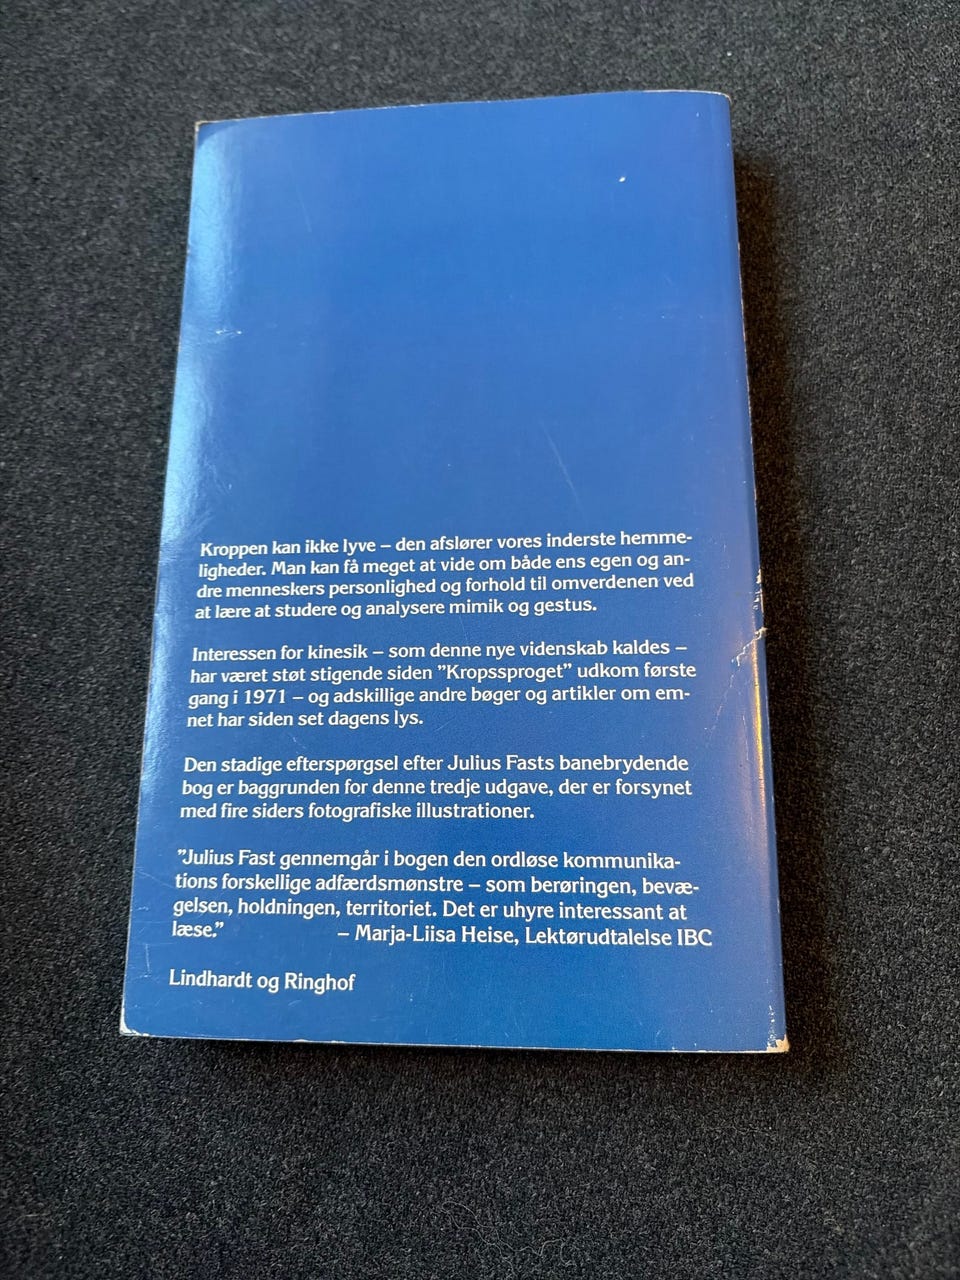 Kroppen kan ikke lyve – den afslører vores inderste hemme-
ligheder. Man kan få meget at vide om både ens egen og an-
dre menneskers personlighed og forhold til omverdenen ved
at lære at studere og analysere mimik og gestus.
Interessen for kinesik – som denne nye videnskab kaldes –
har været støt stigende siden ”Kropssproget” udkom første
gang i 1971 – og adskillige andre bøger og artikler om em-
net har siden set dagens lys.
Den stadige efterspørgsel efter Julius Fasts banebrydende
bog er baggrunden for denne tredje udgave, der er forsynet
med fire siders fotografiske illustrationer.
”Julius Fast gennemgår i bogen den ordløse kommunika-
tions forskellige adfærdsmønstre – som berøringen, bevæ-
gelsen, holdningen, territoriet. Det er uhyre interessant at
læse.” – Marja-Liisa Heise, Lektørudtalelse IBC
Lindhardt og Ringhof